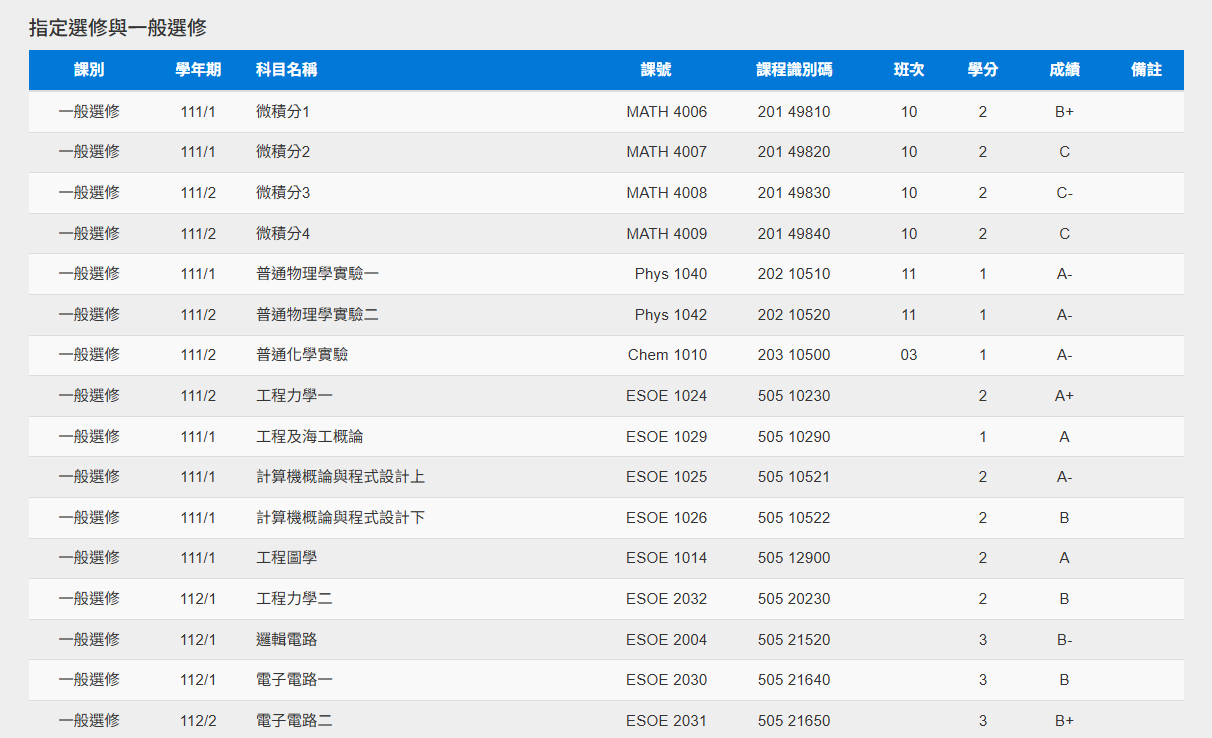 指定選修與一般選修
課別 學年期 科目名稱 課號 課程識別碼 班次 學分 成績 備註
一般選修 111/1 微積分1 MATH 4006 201 49810 10 2 B+
一般選修 111/1 微積分2 MATH 4007 201 49820 10 2 C
一般選修 111/2 微積分3 MATH 4008 201 49830 10 2 C-
一般選修 111/2 微積分4 MATH 4009 201 49840 10 2 C
一般選修 111/1 普通物理學實驗一 Phys 1040 202 10510 11 1 A-
一般選修 111/2 普通物理學實驗二 Phys 1042 202 10520 11 1 A-
一般選修 111/2 普通化學實驗 Chem 1010 203 10500 03 1 A-
一般選修 111/2 工程力學一 ESOE 1024 505 10230 2 A+
一般選修 111/1 工程及海工概論 ESOE 1029 505 10290 1 A
一般選修 111/1 計算機概論與程式設計上 ESOE 1025 505 10521 2 A-
一般選修 111/1 計算機概論與程式設計下 ESOE 1026 505 10522 2 B
一般選修 111/1 工程圖學 ESOE 1014 505 12900 2 A
一般選修 112/1 工程力學二 ESOE 2032 505 20230 2 B
一般選修 112/1 邏輯電路 ESOE 2004 505 21520 3 B-
一般選修 112/1 電子電路一 ESOE 2030 505 21640 3 B
一般選修 112/2 電子電路二 ESOE 2031 505 21650 3 B+